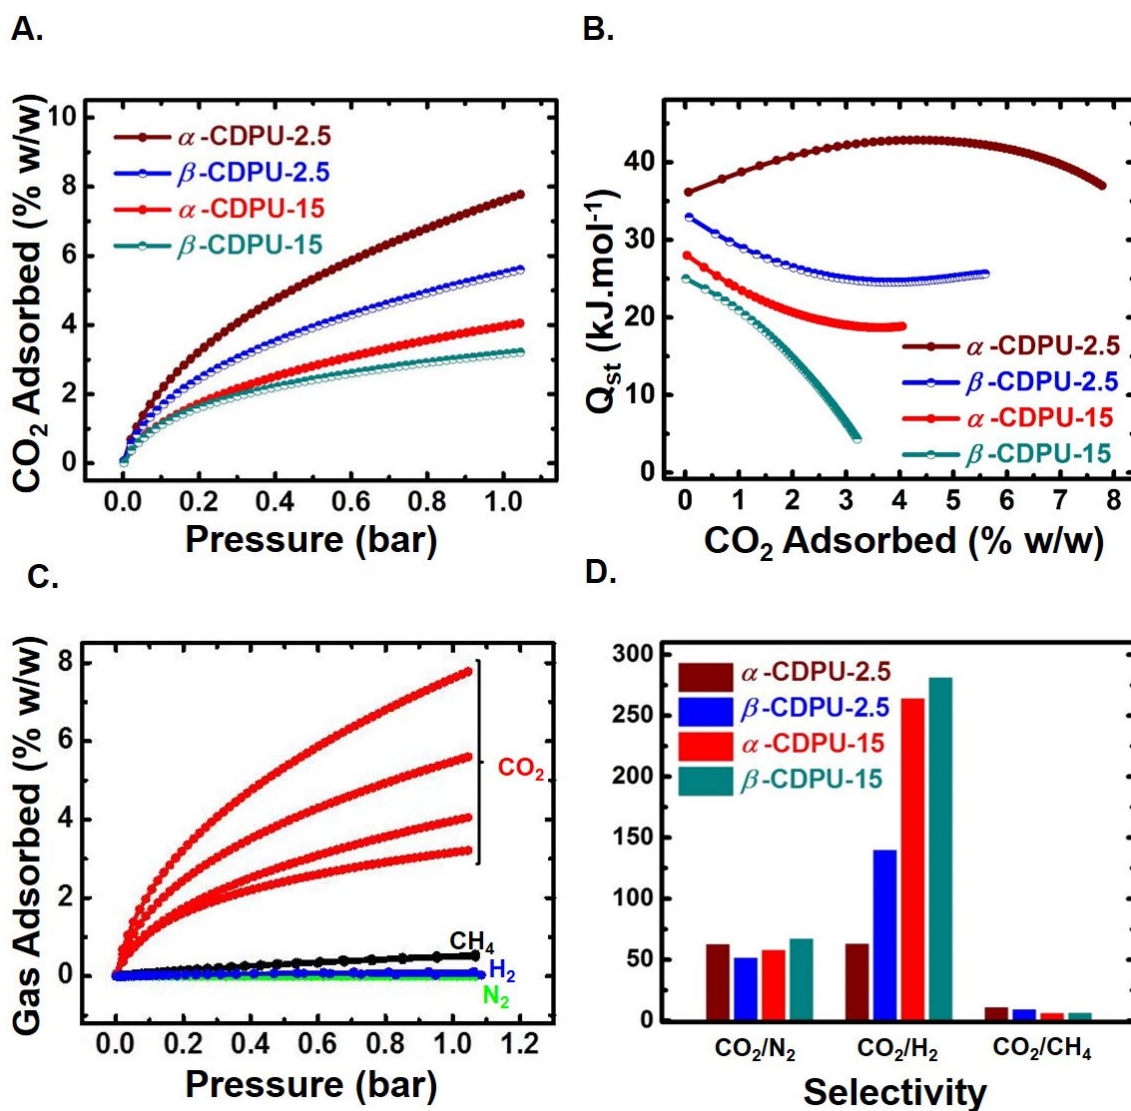 A.
CO₂ Adsorbed (% w/w)
10
8
6
4
2
0
α-CDPU-2.5
β-CDPU-2.5
α-CDPU-15
β-CDPU-15
0.0 0.2 0.4 0.6 0.8 1.0
Pressure (bar)
B.
Qst (kJ.mol⁻¹)
40
30
20
10
0
α-CDPU-2.5
β-CDPU-2.5
α-CDPU-15
β-CDPU-15
0 1 2 3 4 5 6 7 8
CO₂ Adsorbed (% w/w)
C.
Gas Adsorbed (% w/w)
8
6
4
2
0
CO₂
CH₄
H₂
N₂
0.0 0.2 0.4 0.6 0.8 1.0 1.2
Pressure (bar)
D.
300
250
200
150
100
50
0
α-CDPU-2.5
β-CDPU-2.5
α-CDPU-15
β-CDPU-15
CO₂/N₂ CO₂/H₂ CO₂/CH₄
Selectivity